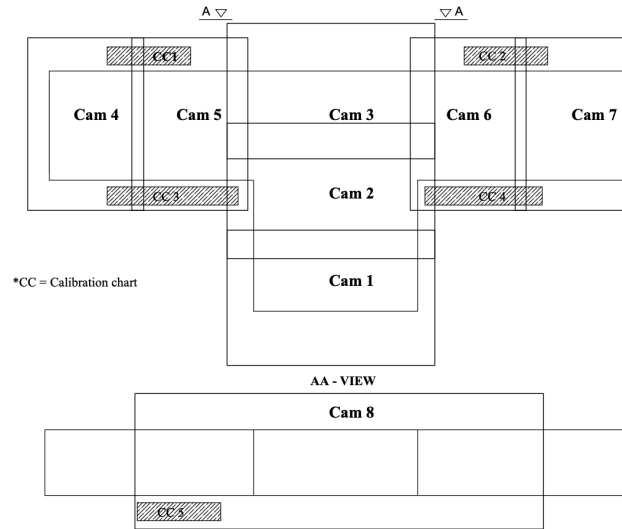 A A
CC1 CC 2
Cam 4 Cam 5 Cam 3 Cam 6 Cam 7
CC 3 Cam 2 CC 4
Cam 1
*CC = Calibration chart
AA - VIEW
Cam 8
CC 5